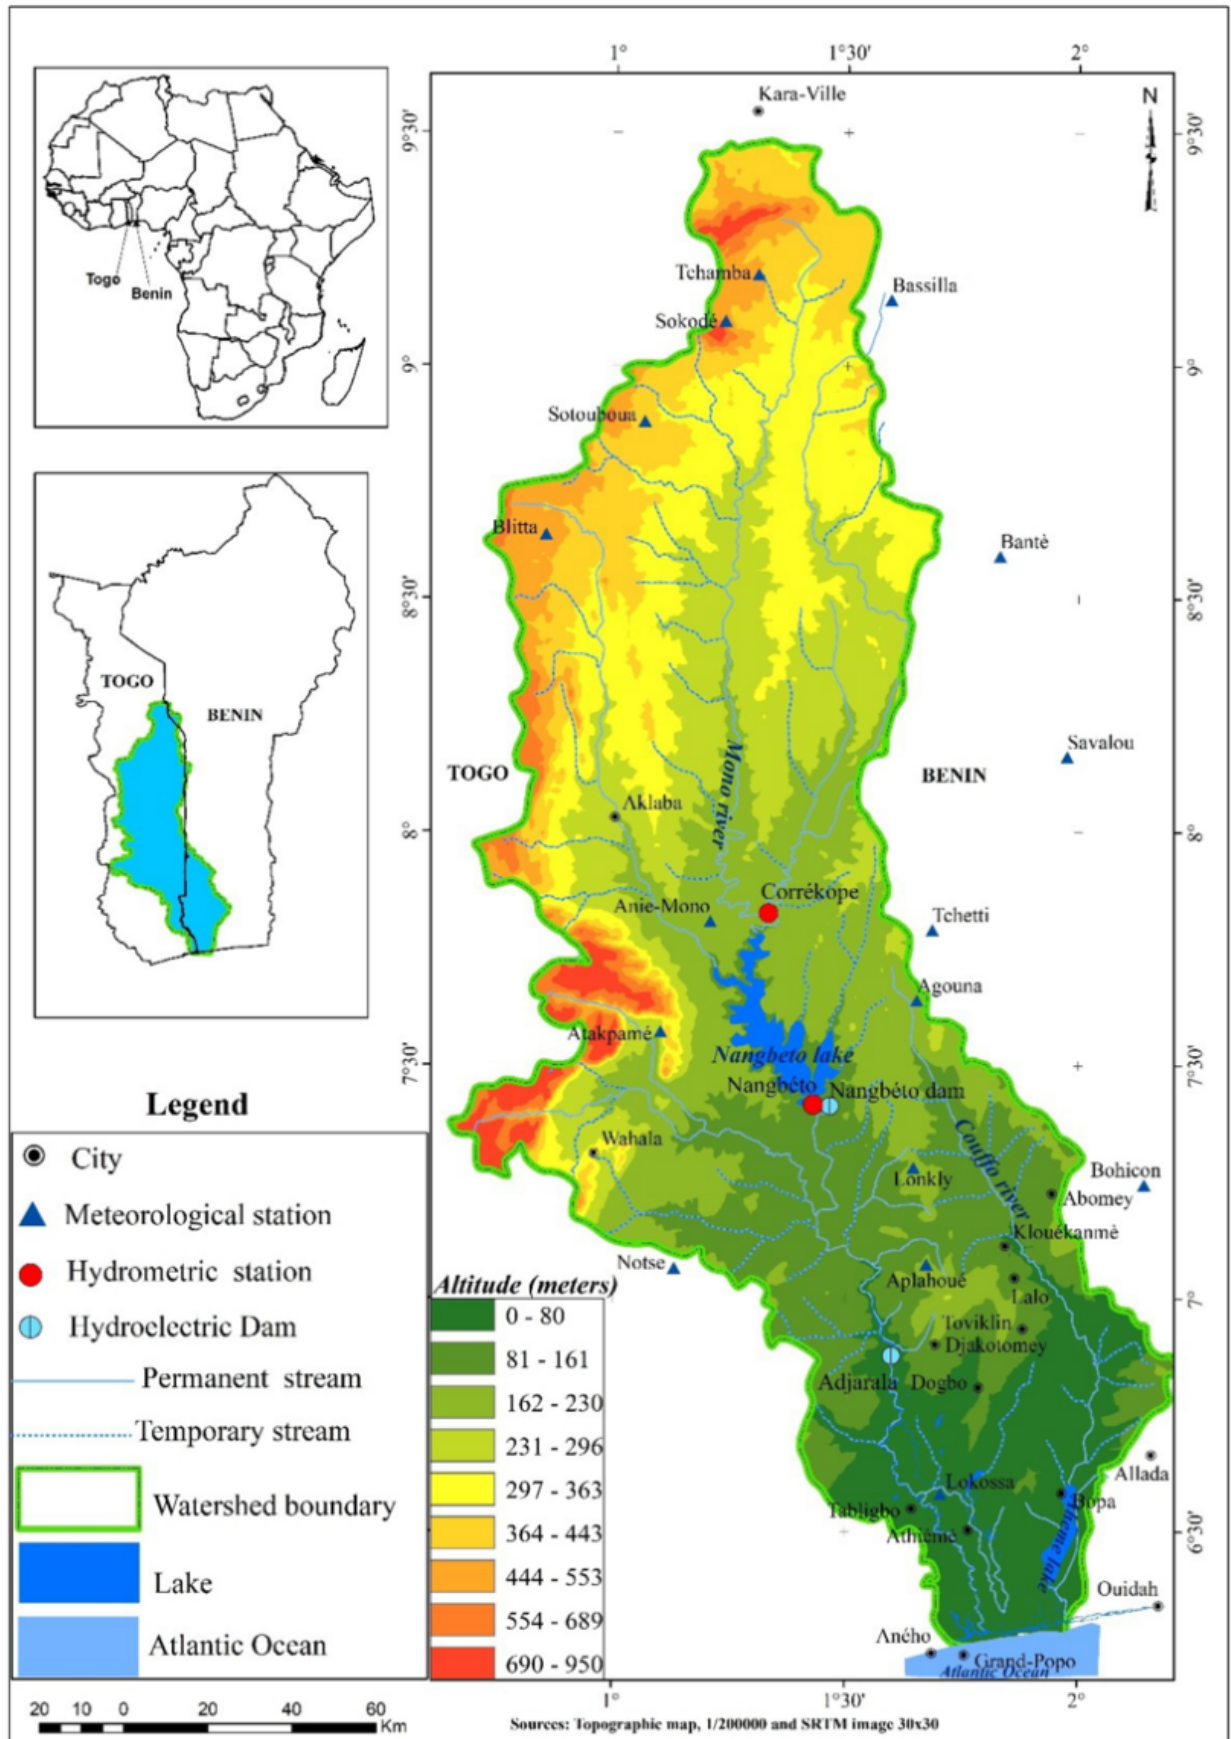 1°
1°30'
2°
Kara-Ville
N
9°30'
9°30'
Togo
Benin
Tchamba
Bassilla
Sokodé
9°
9°
Sotouboua
Blitta
Bantè
8°30'
8°30'
TOGO
BENIN
Savalou
Mono river
TOGO
BENIN
Aklaba
8°
8°
Corrékope
Anie-Mono
Tchetti
Agouna
Atakpamé
Nangbeto lake
7°30'
7°30'
Nangbéto
Nangbéto dam
Legend
Couffo river
Wahala
City
Lonkly
Bohicon
Abomey
Meteorological station
Klouékanmè
Notse
Hydrometric station
Aplahoué
Altitude (meters)
Lalo
7°
0 - 80
Hydroelectric Dam
Toviklin
Djakotomey
81 - 161
Permanent stream
Adjarala
Dogbo
162 - 230
Temporary stream
231 - 296
Allada
Lokossa
297 - 363
Bopa
Watershed boundary
Tabligbo
Athiémé
6°30'
364 - 443
Aheme lake
Lake
444 - 553
Ouidah
554 - 689
Atlantic Ocean
Aného
690 - 950
Grand-Popo
Atlantic Ocean
1°
1°30'
2°
20 10 0 20 40 60
Km
Sources: Topographic map, 1/200000 and SRTM image 30x30